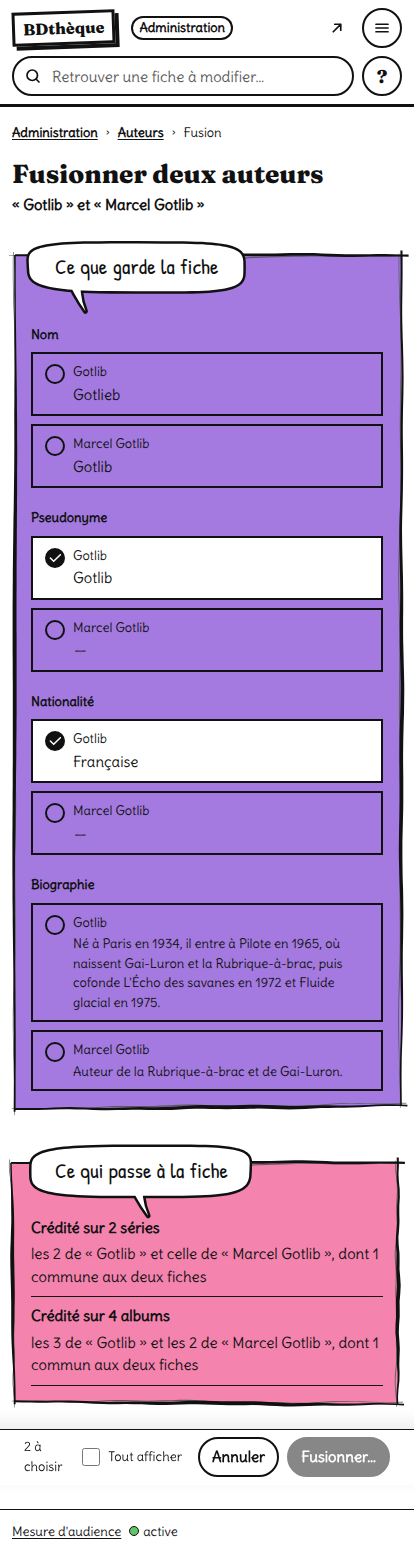 BDthèque
Administration
Retrouver une fiche à modifier...
?
Administration › Auteurs › Fusion
Fusionner deux auteurs
« Gotlib » et « Marcel Gotlib »
Ce que garde la fiche
Nom
Gotlib
Gotlieb
Marcel Gotlib
Gotlib
Pseudonyme
Gotlib
Gotlib
Marcel Gotlib
—
Nationalité
Gotlib
Française
Marcel Gotlib
—
Biographie
Gotlib
Né à Paris en 1934, il entre à Pilote en 1965, où
naissent Gai-Luron et la Rubrique-à-brac, puis
cofonde L'Écho des savanes en 1972 et Fluide
glacial en 1975.
Marcel Gotlib
Auteur de la Rubrique-à-brac et de Gai-Luron.
Ce qui passe à la fiche
Crédité sur 2 séries
les 2 de « Gotlib » et celle de « Marcel Gotlib », dont 1
commune aux deux fiches
Crédité sur 4 albums
les 3 de « Gotlib » et les 2 de « Marcel Gotlib », dont 1
commun aux deux fiches
2 à
choisir
Tout afficher
Annuler
Fusionner...
Mesure d'audience
active